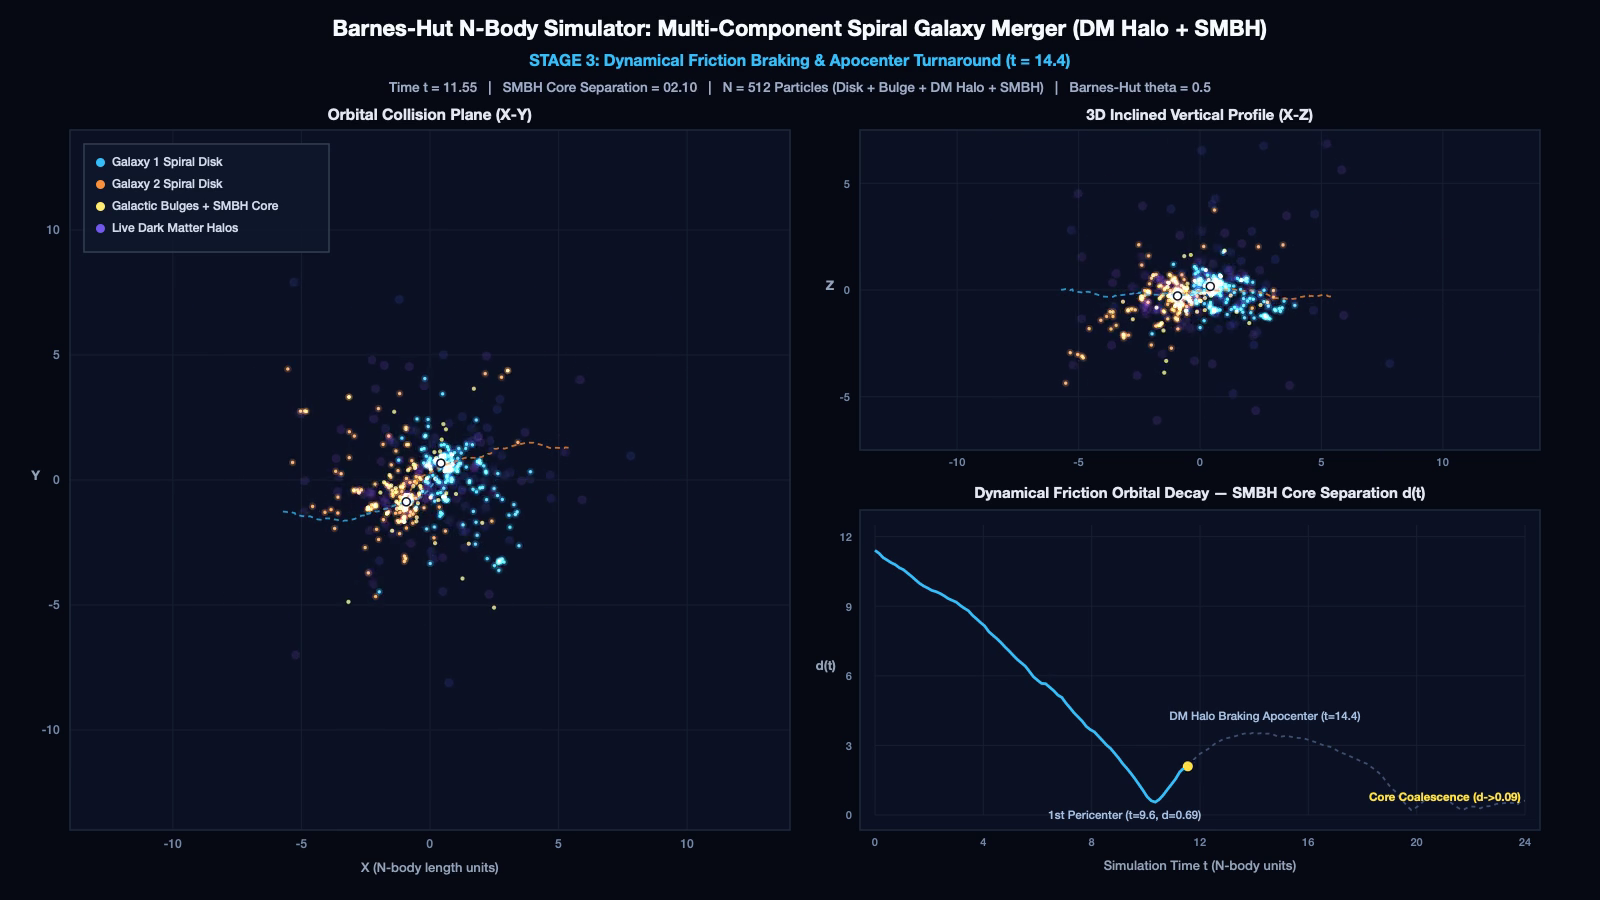 Barnes-Hut N-Body Simulator: Multi-Component Spiral Galaxy Merger (DM Halo + SMBH)
STAGE 3: Dynamical Friction Braking & Apocenter Turnaround (t = 14.4)
Time t = 11.55 | SMBH Core Separation = 02.10 | N = 512 Particles (Disk + Bulge + DM Halo + SMBH) | Barnes-Hut theta = 0.5
Orbital Collision Plane (X-Y)
Galaxy 1 Spiral Disk
Galaxy 2 Spiral Disk
Galactic Bulges + SMBH Core
Live Dark Matter Halos
10
5
Y
0
-5
-10
-10 -5 0 5 10
X (N-body length units)
3D Inclined Vertical Profile (X-Z)
5
Z
0
-5
-10 -5 0 5 10
Dynamical Friction Orbital Decay — SMBH Core Separation d(t)
12
9
d(t)
6
3
0
DM Halo Braking Apocenter (t=14.4)
Core Coalescence (d->0.09)
1st Pericenter (t=9.6, d=0.69)
0 4 8 12 16 20 24
Simulation Time t (N-body units)